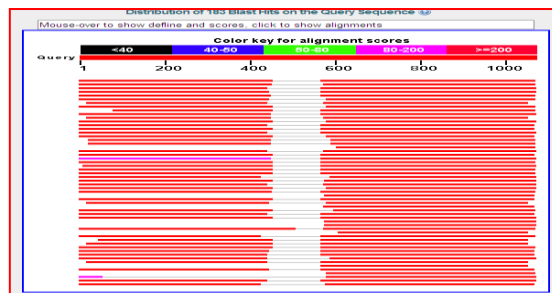 Distribution of 183 Blast Hits on the Query Sequence
Mouse-over to show defline and scores, click to show alignments
Color key for alignment scores
<40 40-50 50-80 80-200 >=200
Query
1 200 400 600 800 1000